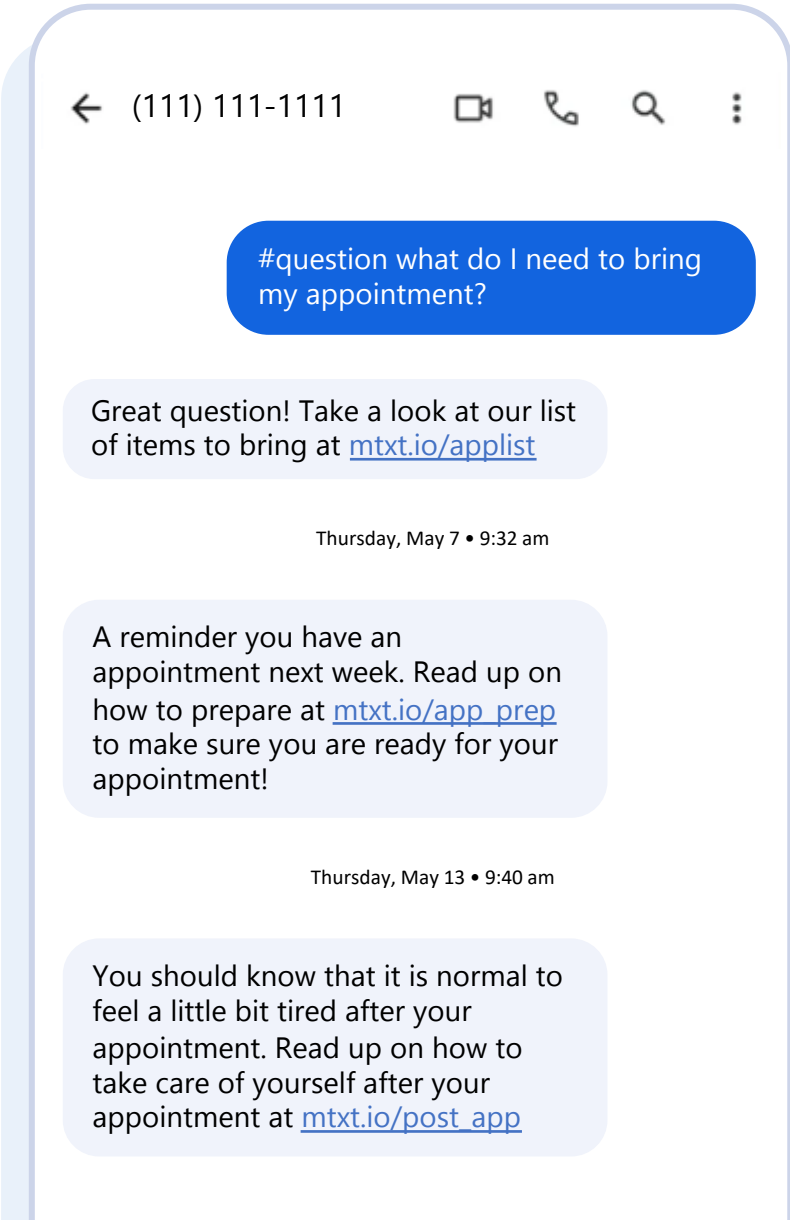 (111) 111-1111
#question what do I need to bring
my appointment?
Great question! Take a look at our list
of items to bring at mtxt.io/applist
Thursday, May 7 • 9:32 am
A reminder you have an
appointment next week. Read up on
how to prepare at mtxt.io/app_prep
to make sure you are ready for your
appointment!
Thursday, May 13 • 9:40 am
You should know that it is normal to
feel a little bit tired after your
appointment. Read up on how to
take care of yourself after your
appointment at mtxt.io/post_app